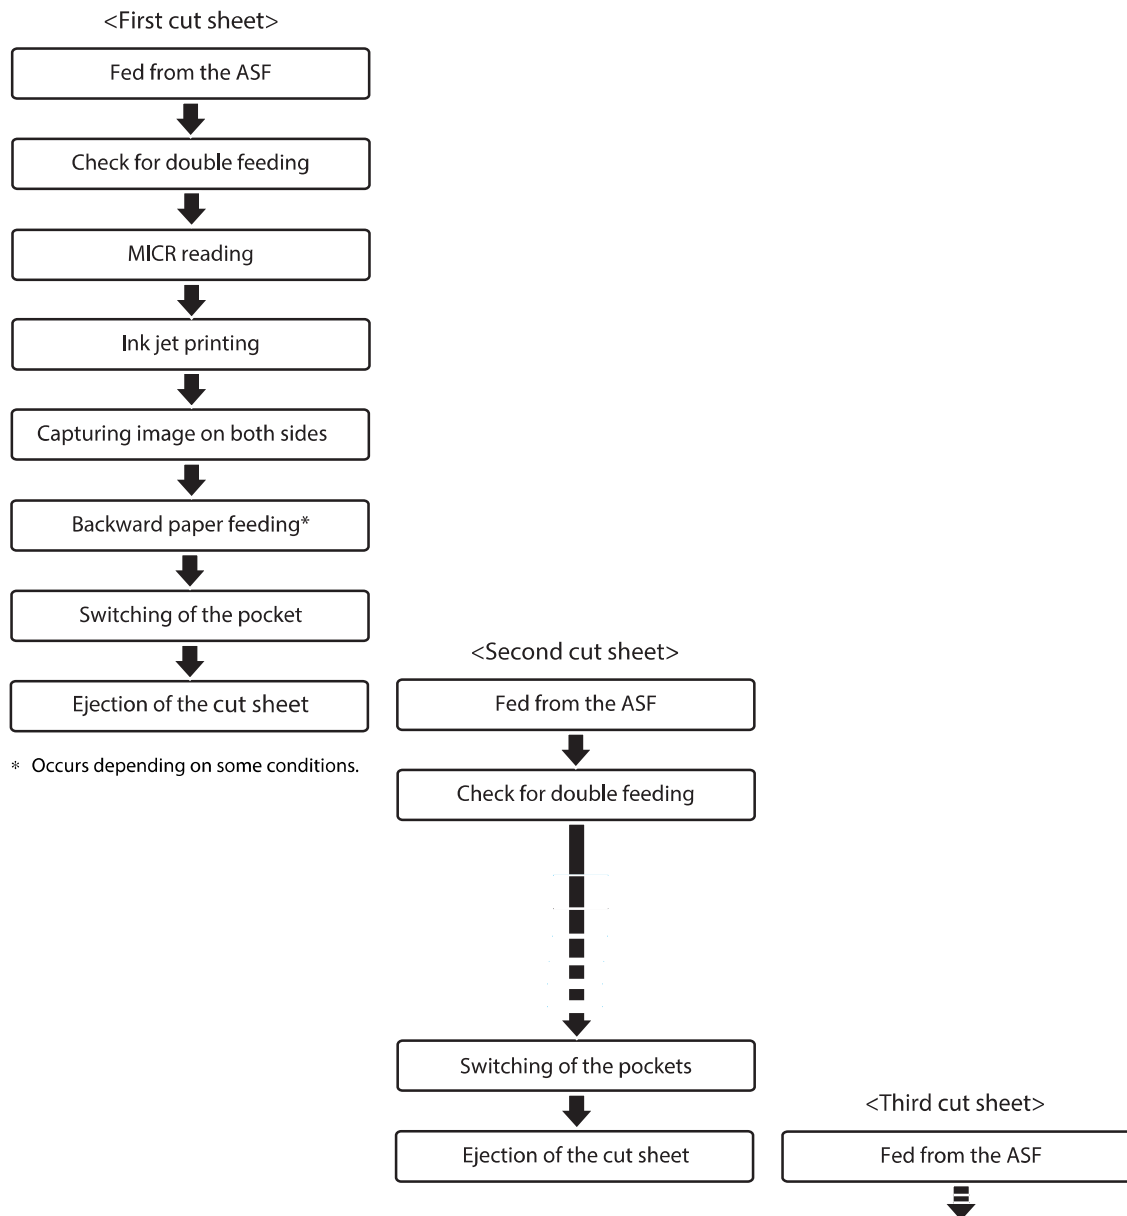 <First cut sheet>
Fed from the ASF
Check for double feeding
MICR reading
Ink jet printing
Capturing image on both sides
Backward paper feeding*
Switching of the pocket
Ejection of the cut sheet
* Occurs depending on some conditions.
<Second cut sheet>
Fed from the ASF
Check for double feeding
Switching of the pockets
Ejection of the cut sheet
<Third cut sheet>
Fed from the ASF